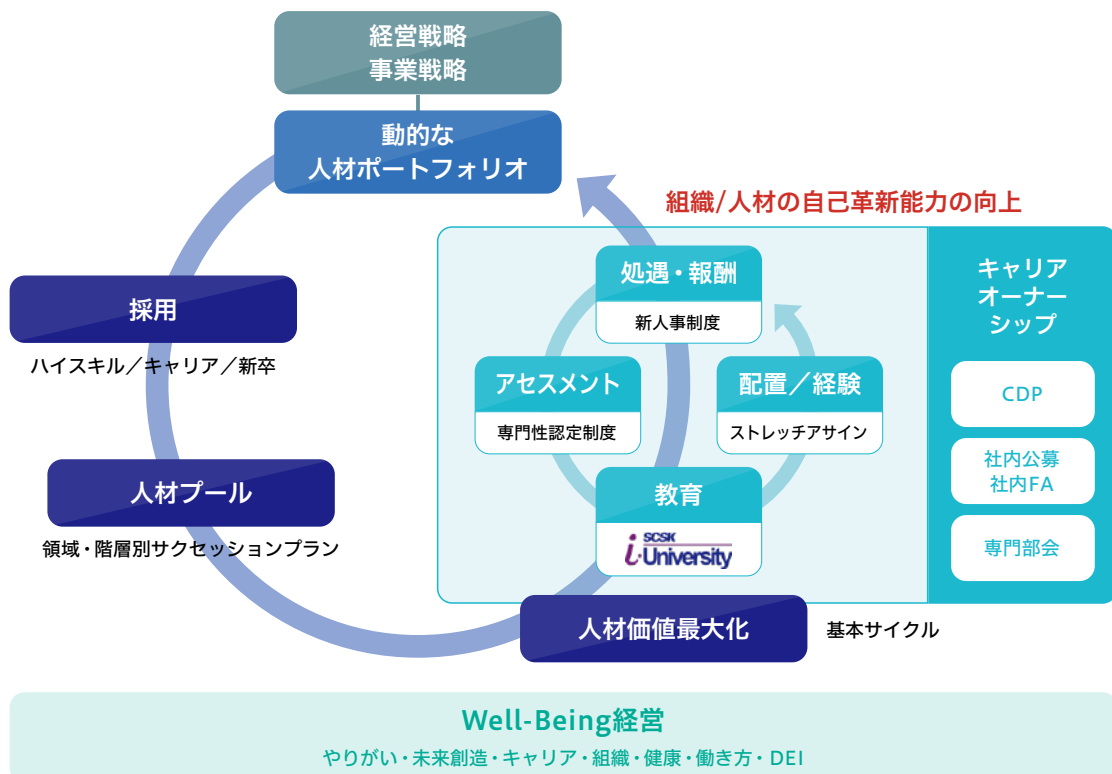 経営戦略
事業戦略
動的な
人材ポートフォリオ
組織/人材の自己革新能力の向上
採用
ハイスキル／キャリア／新卒
人材プール
領域・階層別サクセッションプラン
処遇・報酬
新人事制度
アセスメント
専門性認定制度
配置／経験
ストレッチアサイン
教育
SCSK
i-University
キャリア
オーナー
シップ
CDP
社内公募
社内FA
専門部会
人材価値最大化
基本サイクル
Well-Being経営
やりがい・未来創造・キャリア・組織・健康・働き方・DEI